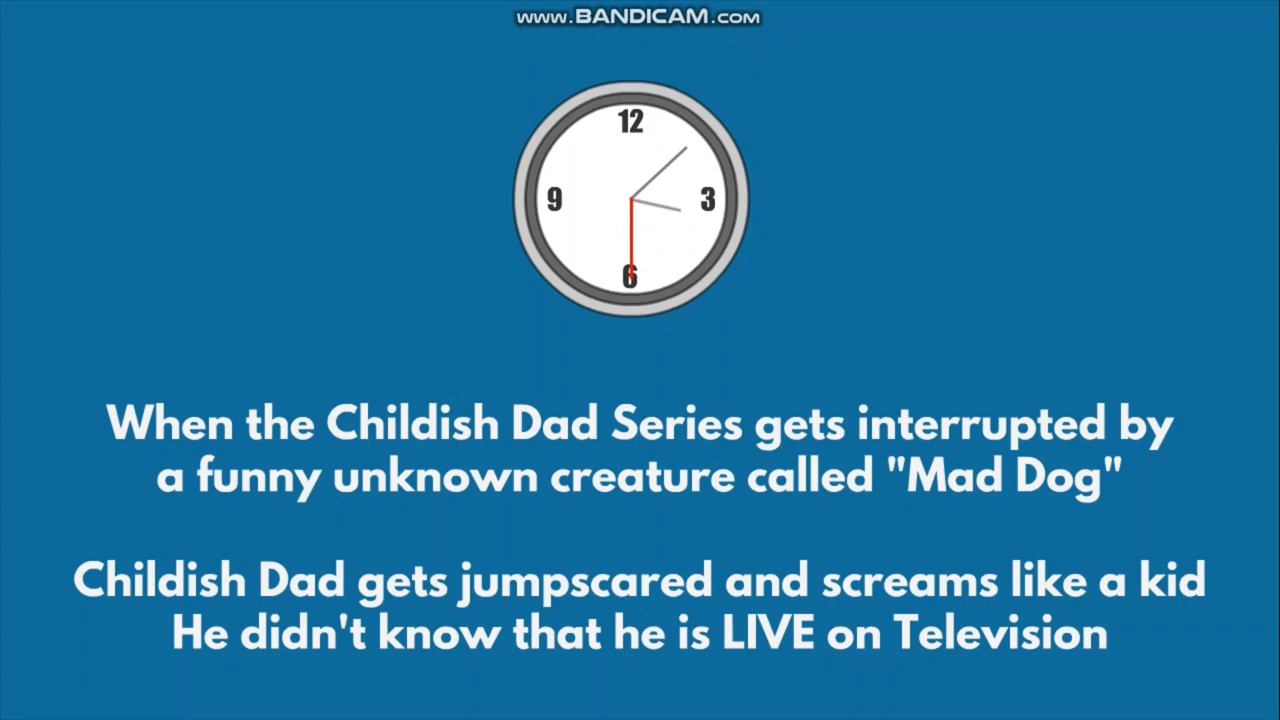 www.BANDICAM.com
12
9
3
6
When the Childish Dad Series gets interrupted by
a funny unknown creature called "Mad Dog"
Childish Dad gets jumpscared and screams like a kid
He didn't know that he is LIVE on Television